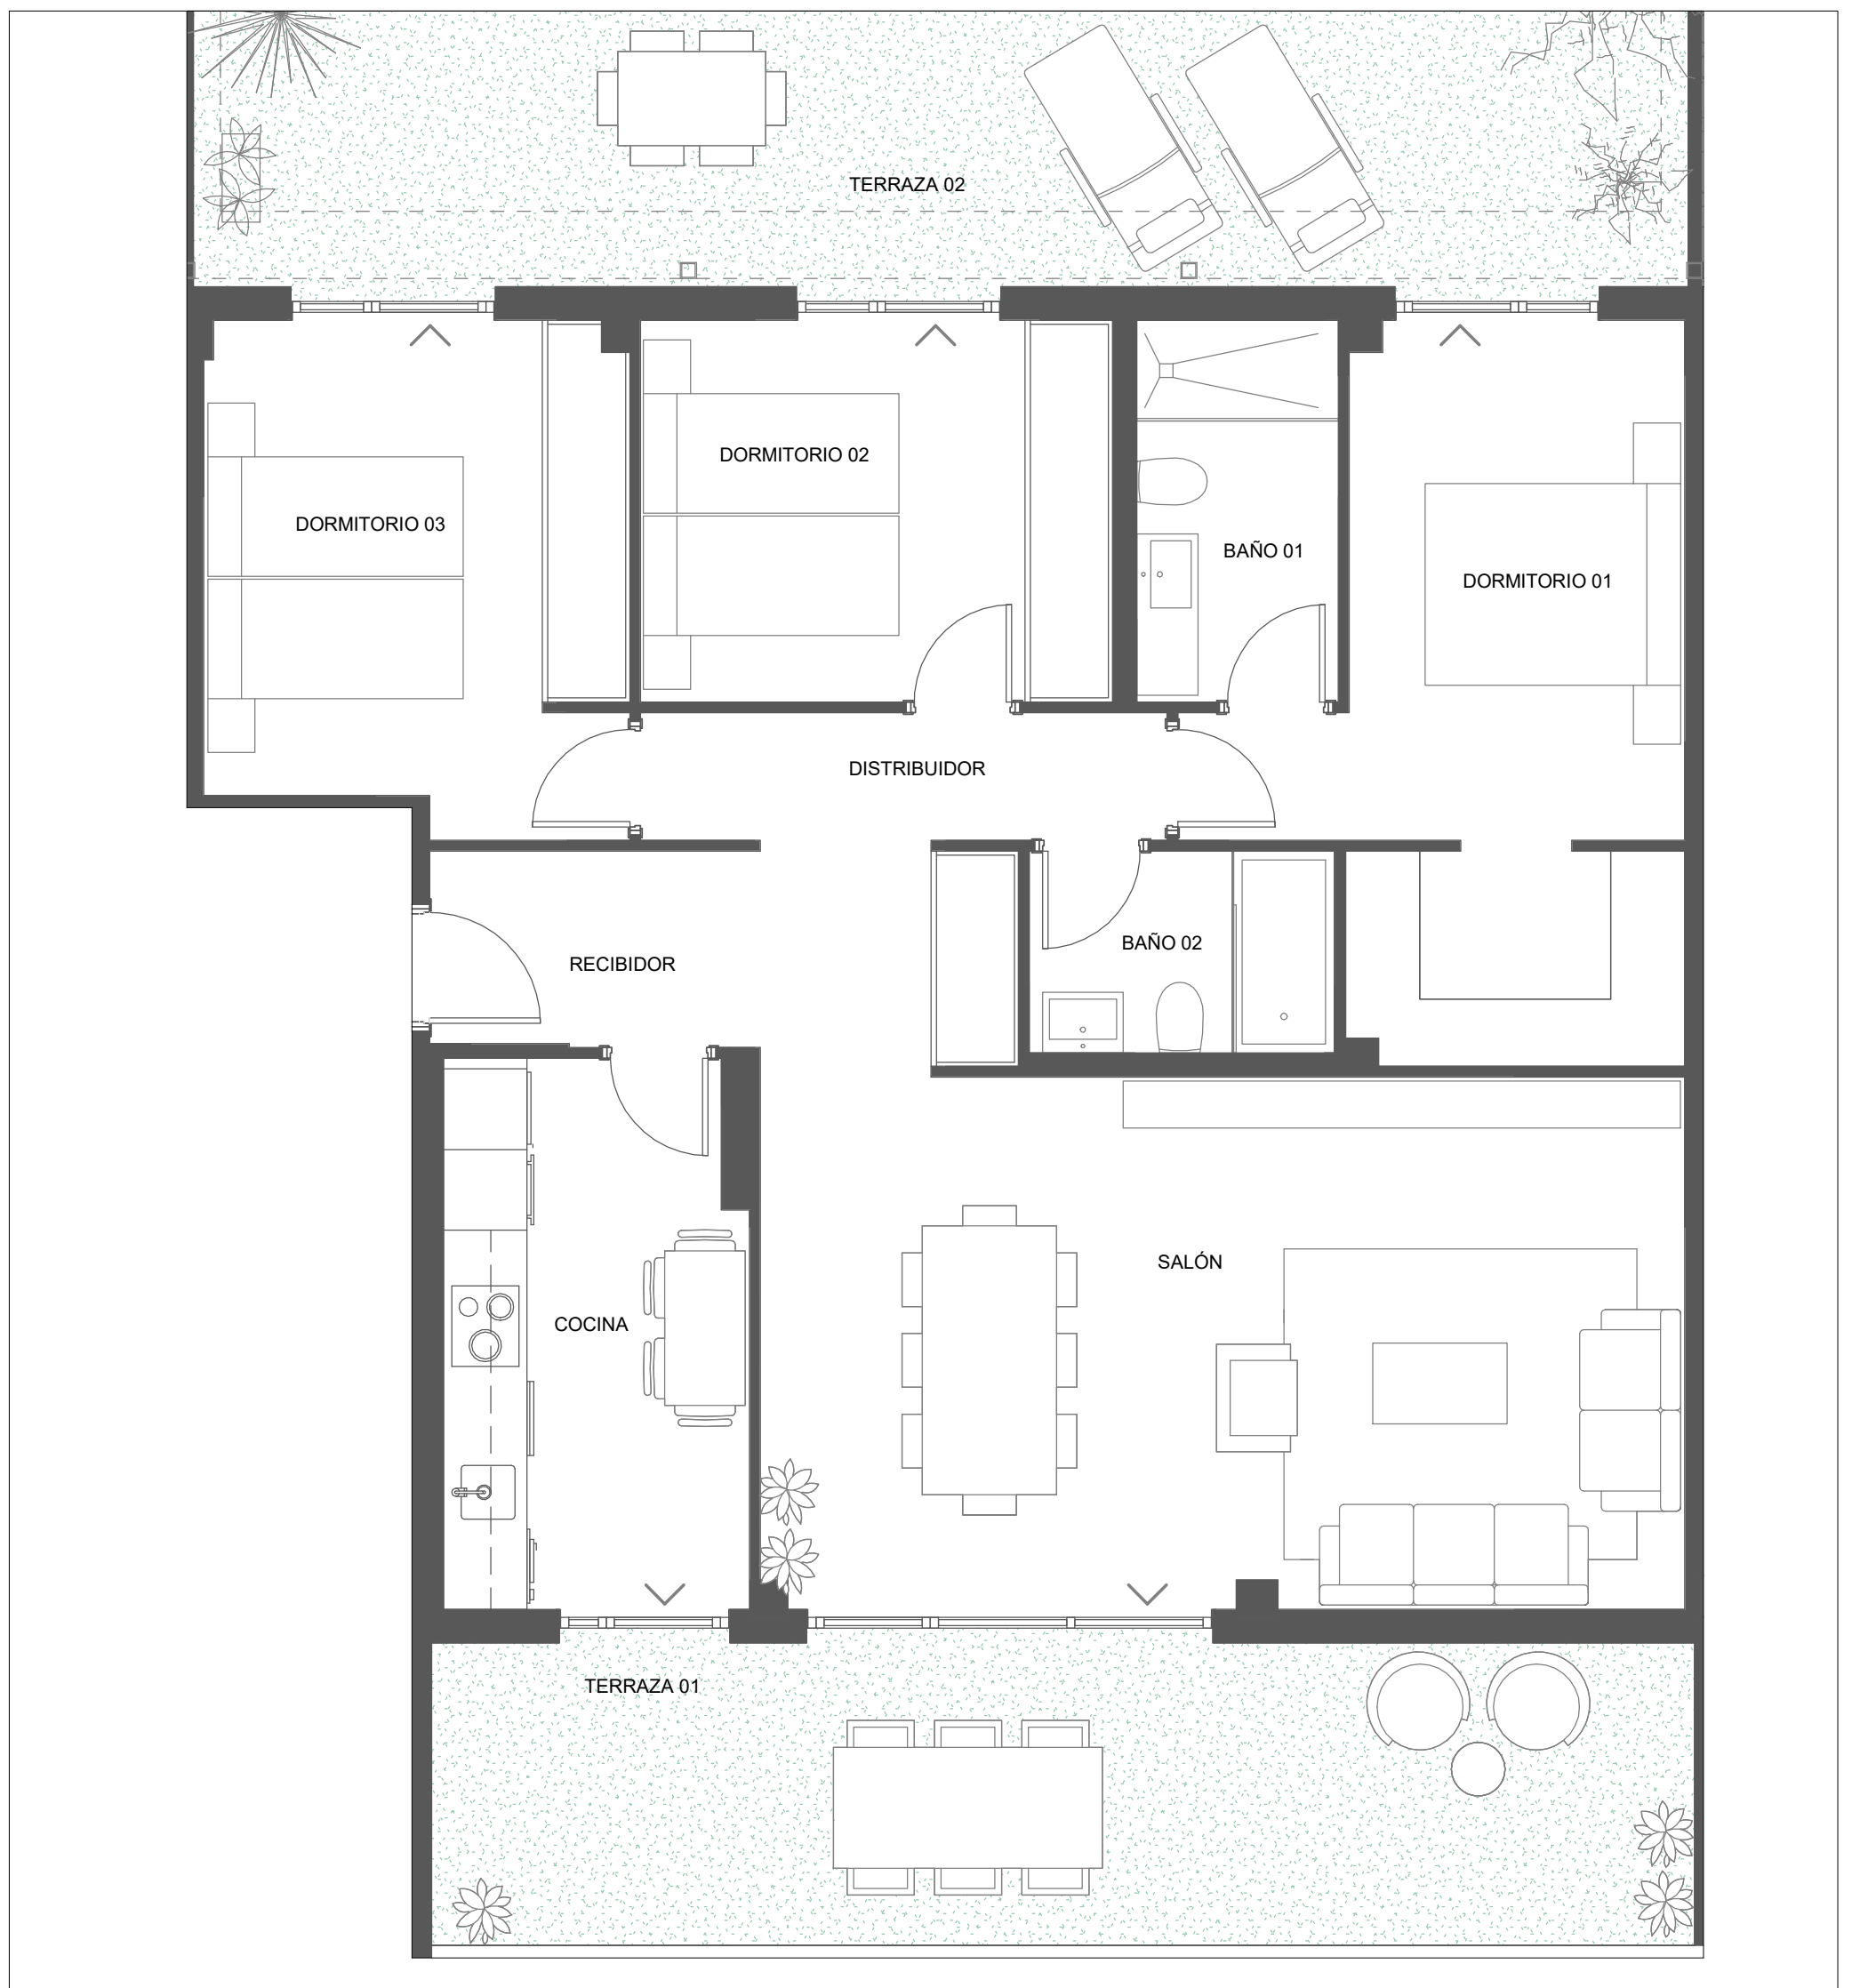 TERRAZA 02
DORMITORIO 02
DORMITORIO 03
BAÑO 01
DORMITORIO 01
DISTRIBUIDOR
BAÑO 02
RECIBIDOR
SALÓN
COCINA
TERRAZA 01